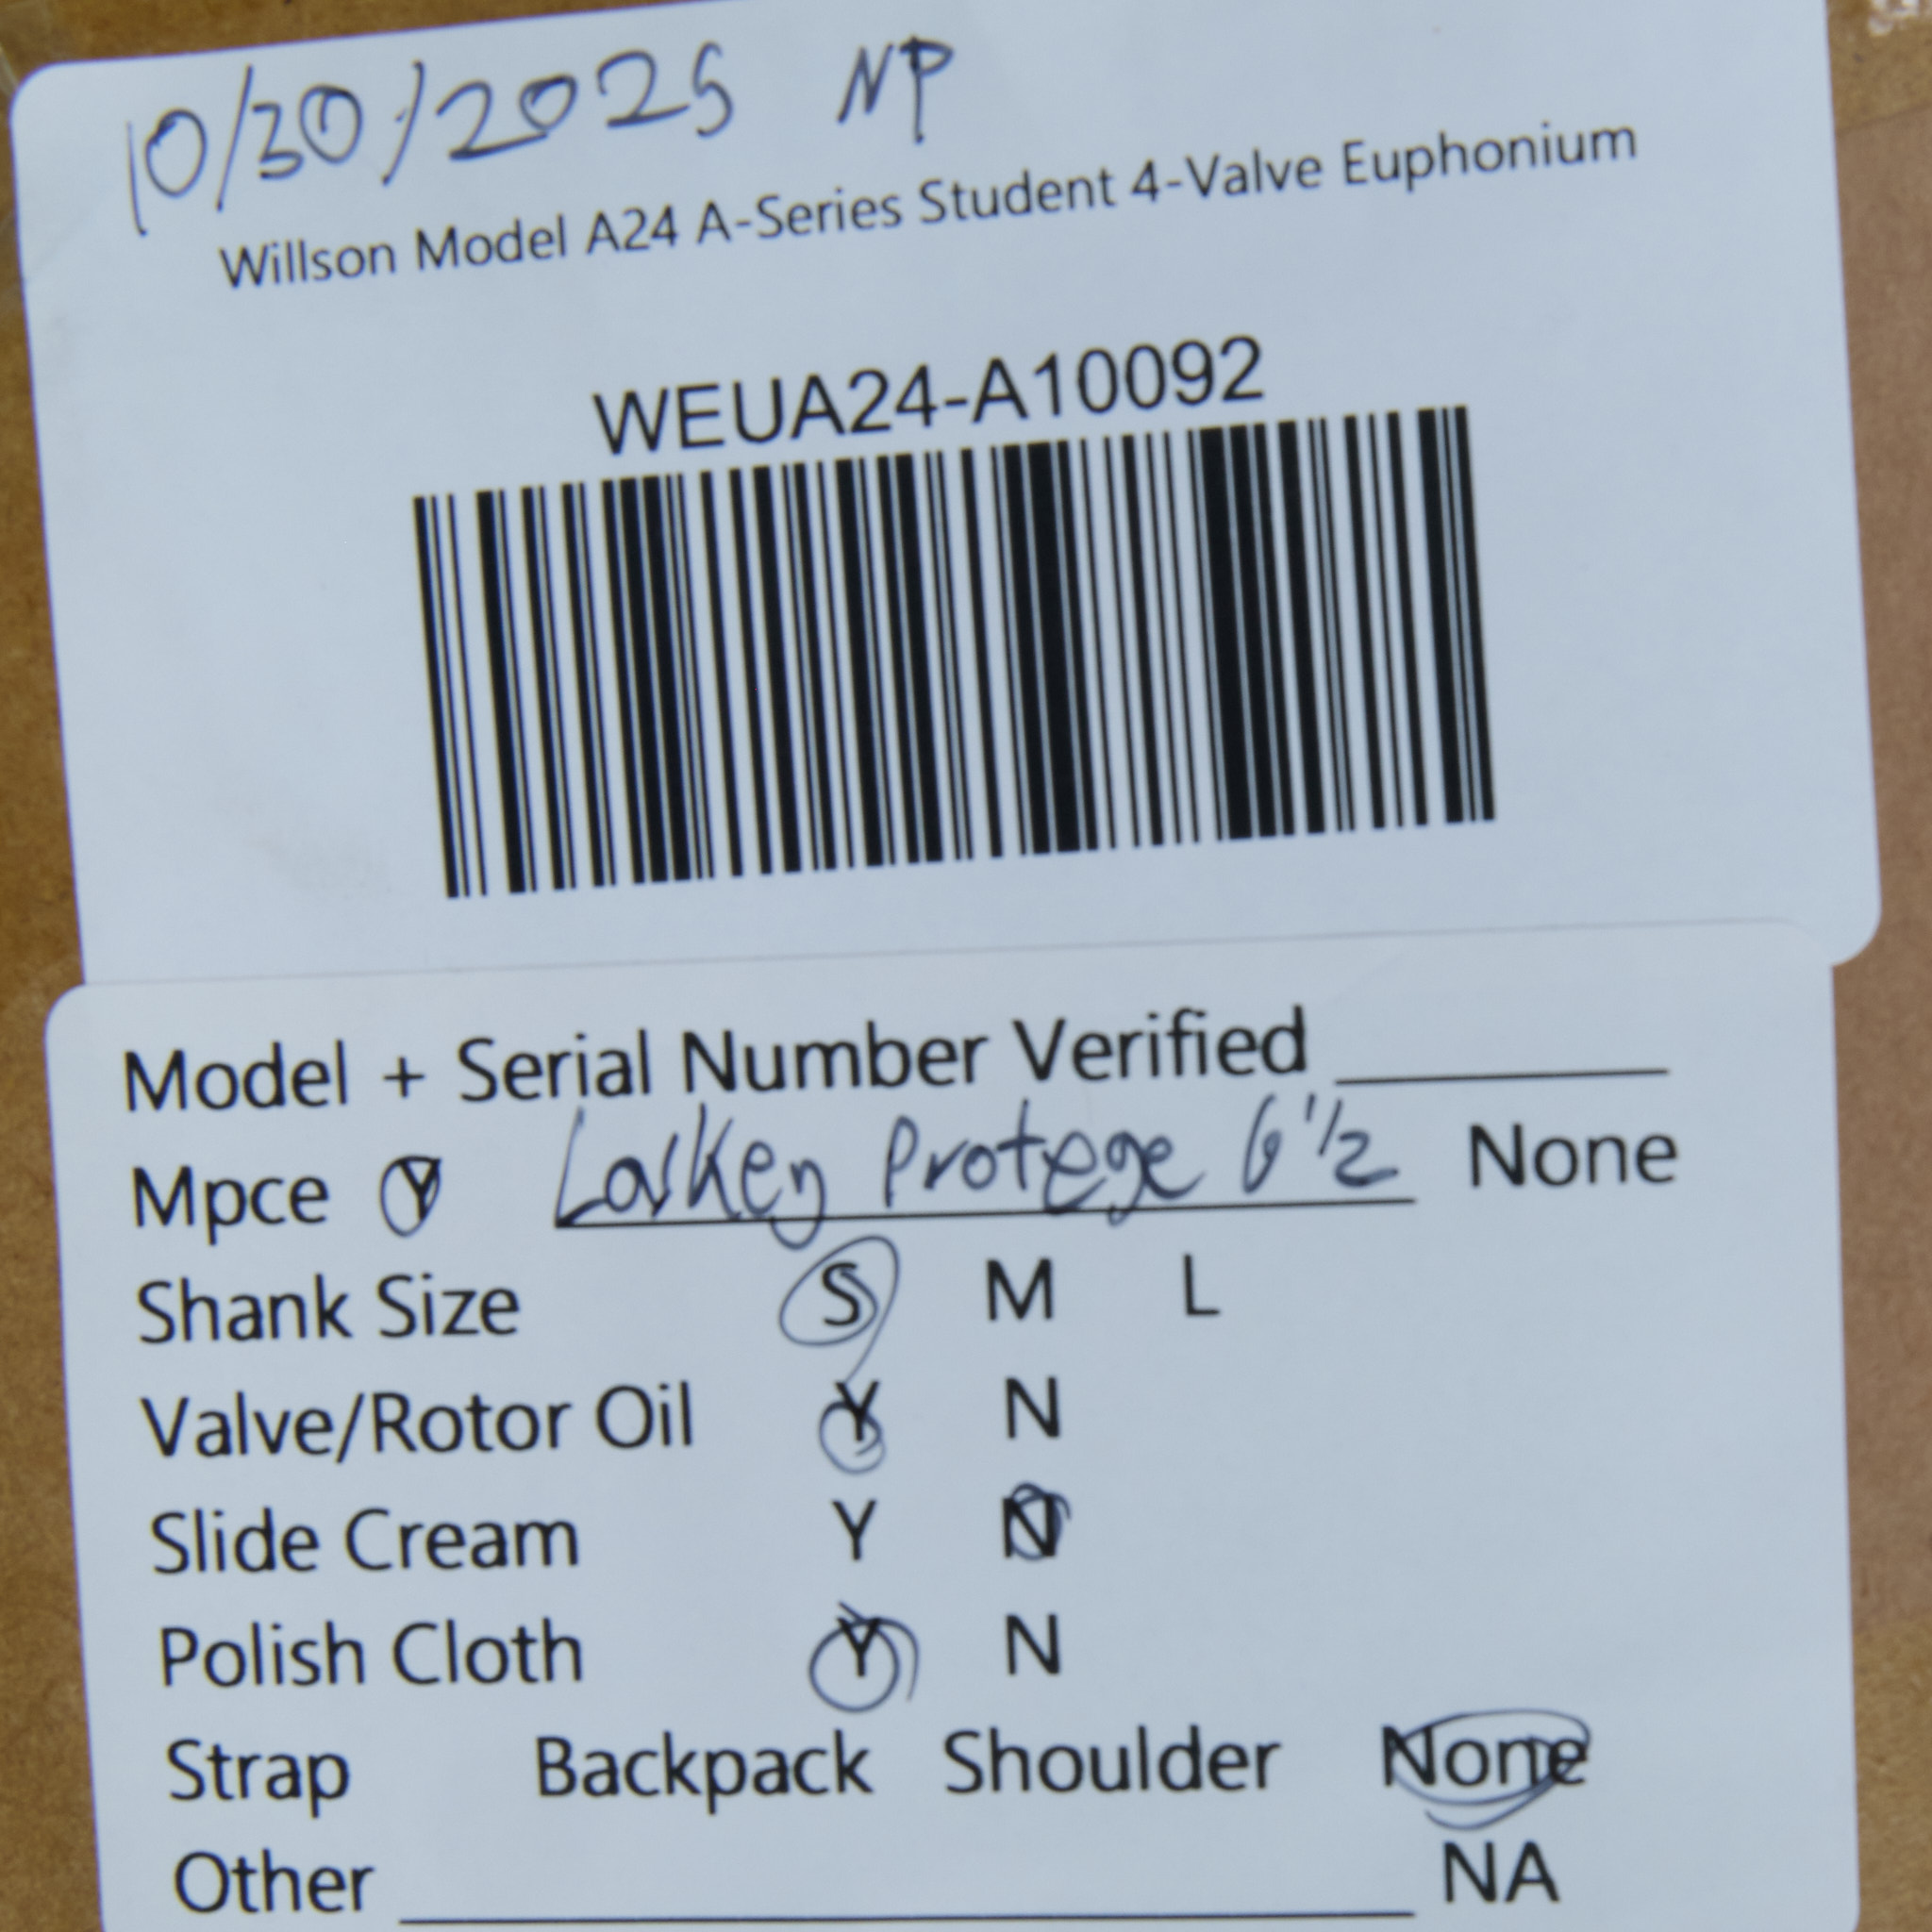 10/30/2025 NP
Willson Model A24 A-Series Student 4-Valve Euphonium
WEUA24-A10092
Model + Serial Number Verified
Mpce Y Laskey Protege 6 1/2 None
Shank Size S M L
Valve/Rotor Oil Y N
Slide Cream Y N
Polish Cloth Y N
Strap Backpack Shoulder None
Other NA